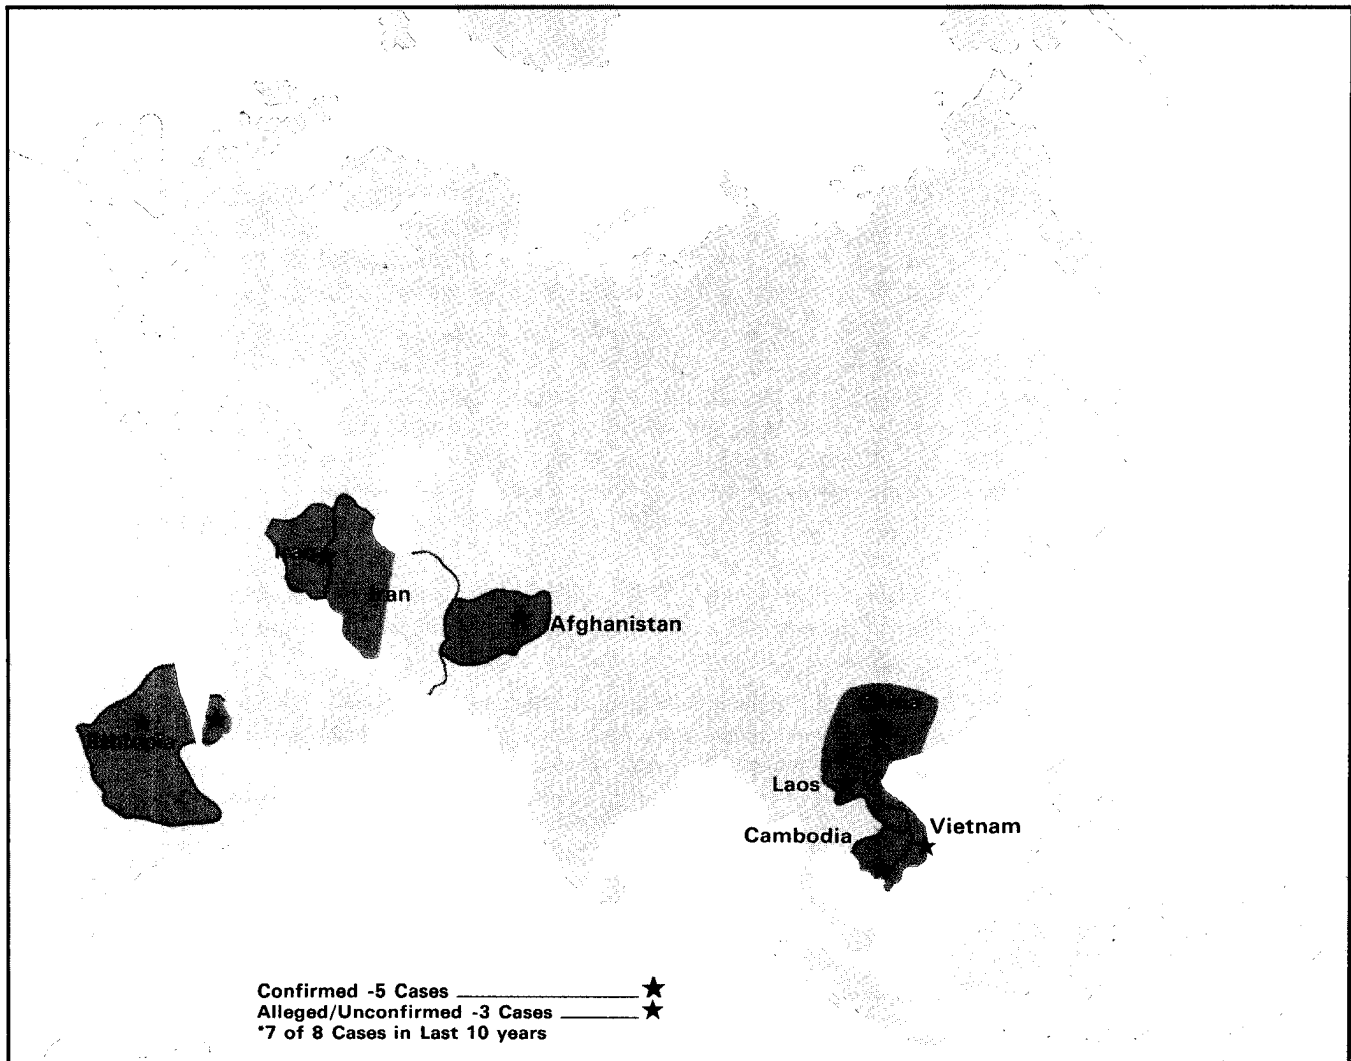 Iran
Afghanistan
Ethiopia
Laos
Cambodia
Vietnam
Confirmed -5 Cases
Alleged/Unconfirmed -3 Cases
*7 of 8 Cases in Last 10 years